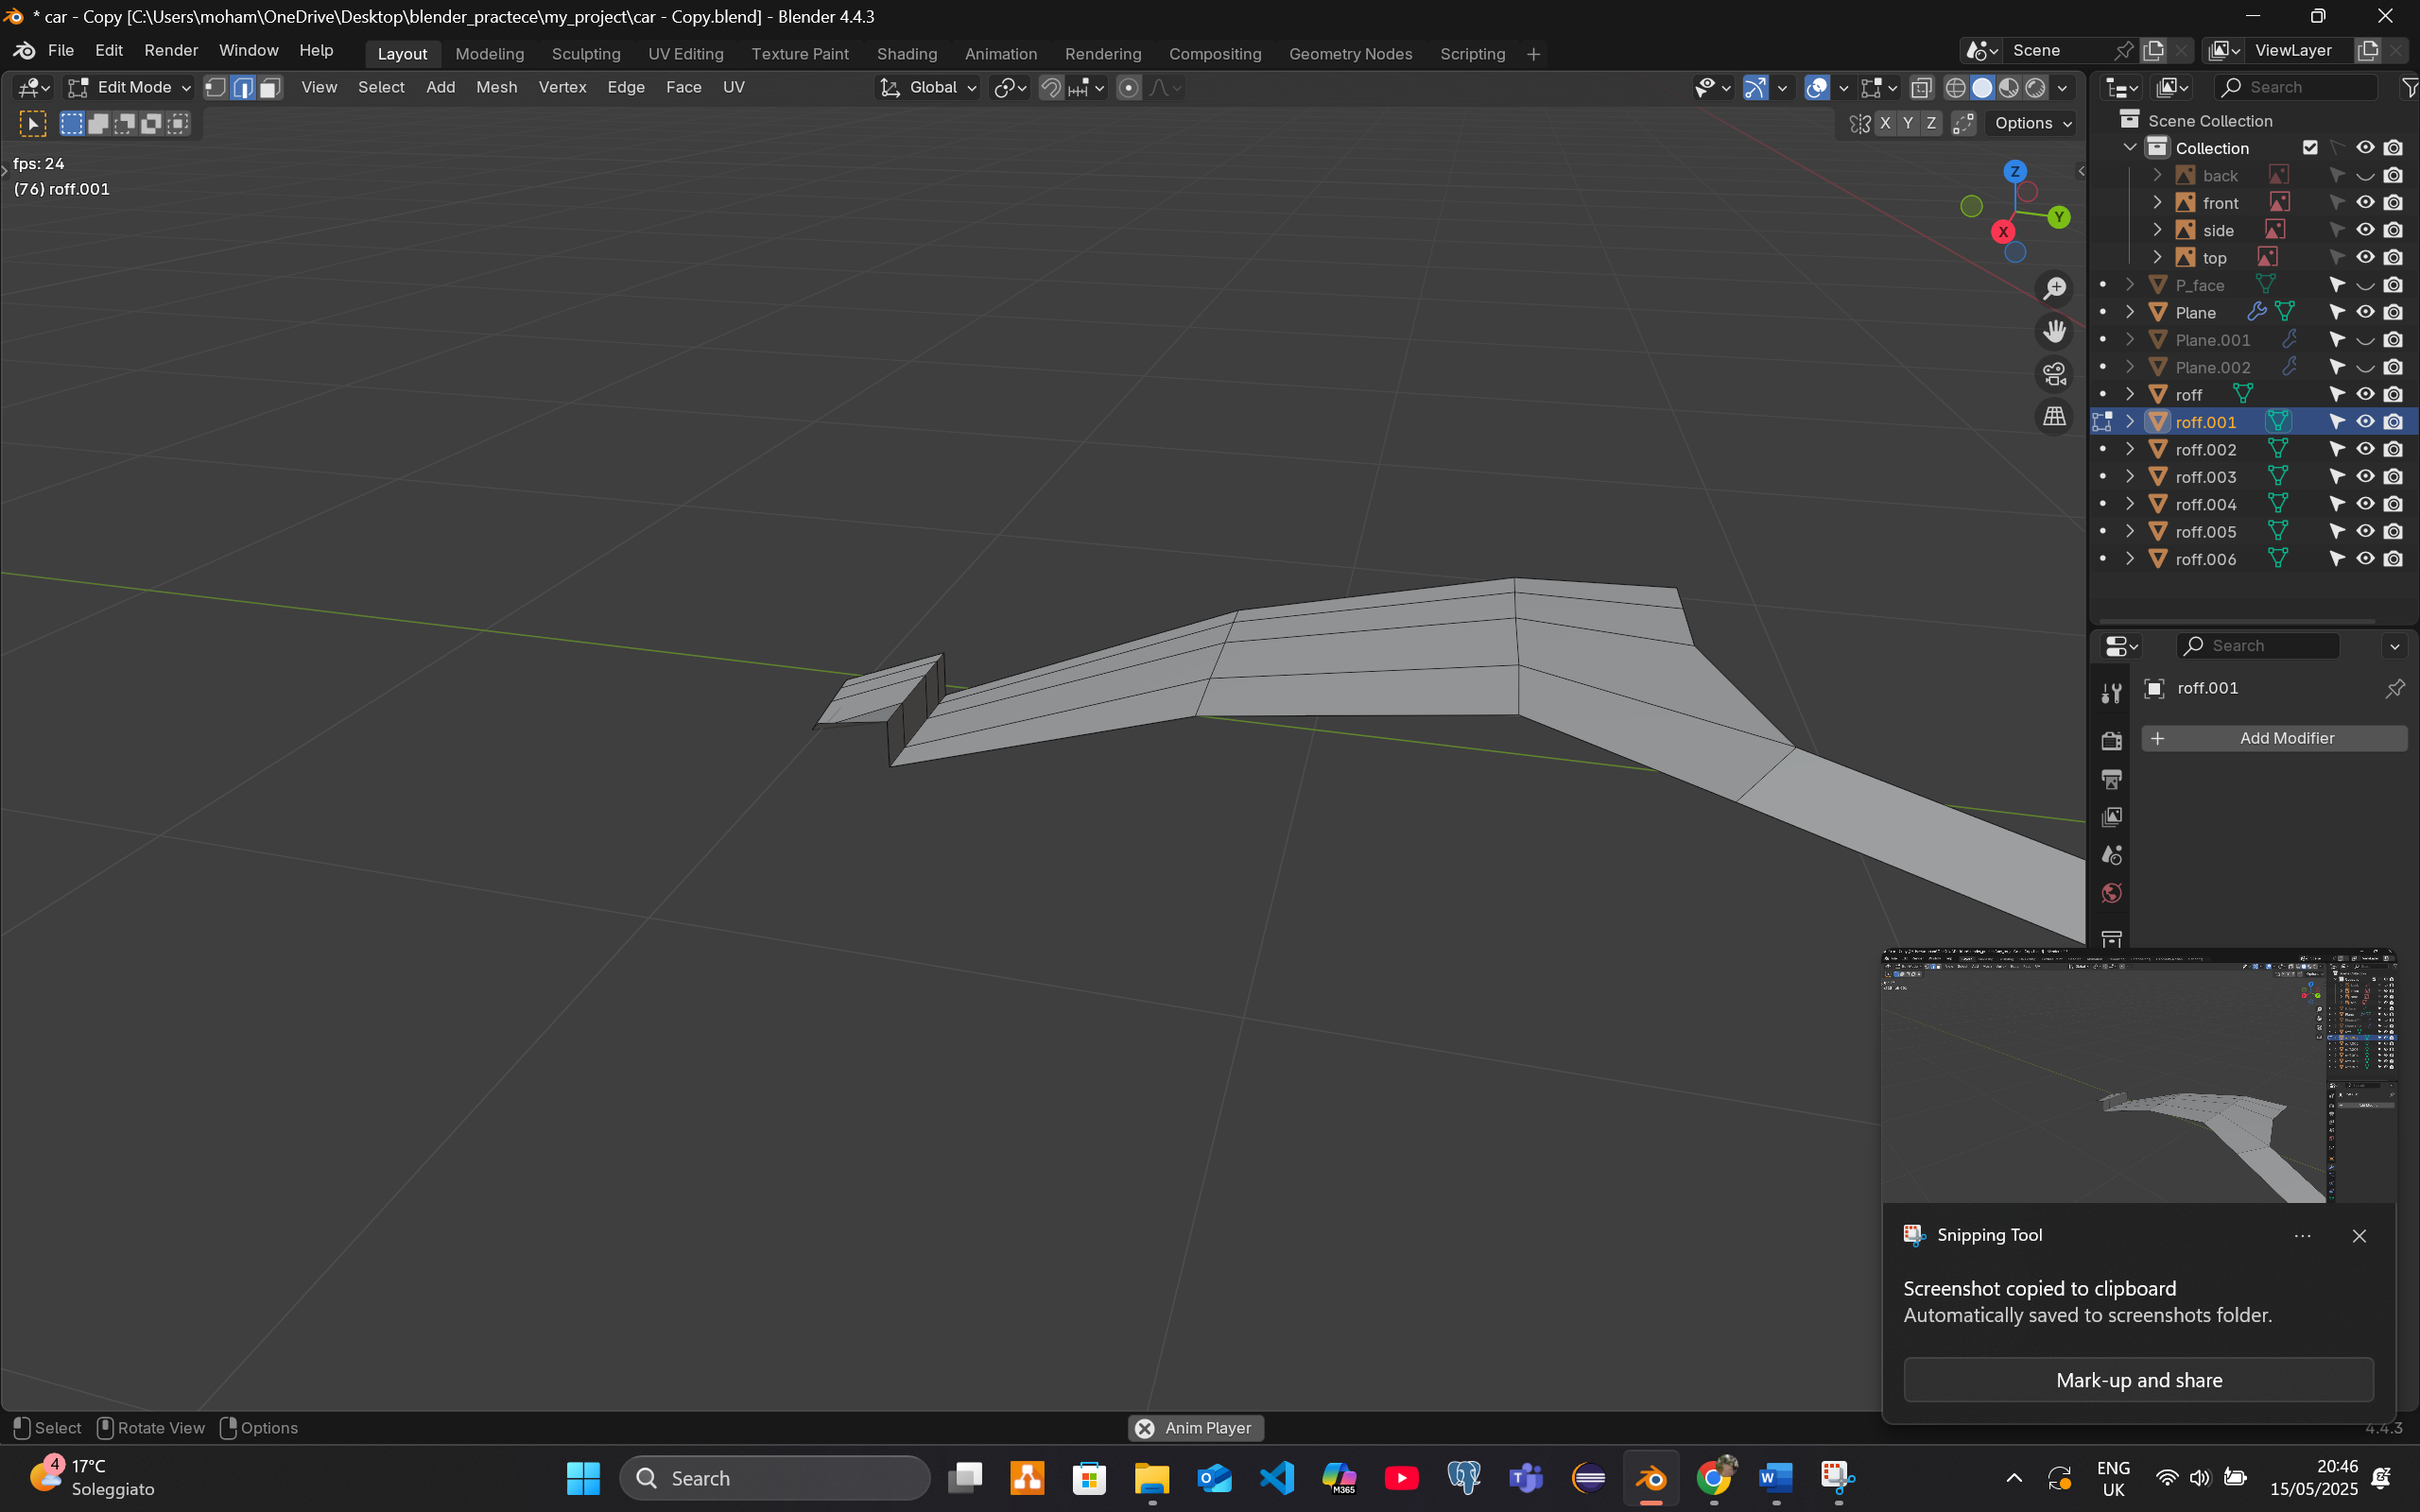 * car - Copy [C:\Users\moham\OneDrive\Desktop\blender_practece\my_project\car - Copy.blend] - Blender 4.4.3
File Edit Render Window Help Layout Modeling Sculpting UV Editing Texture Paint Shading Animation Rendering Compositing Geometry Nodes Scripting + Scene ViewLayer
Edit Mode View Select Add Mesh Vertex Edge Face UV Global Search
X Y Z Options
fps: 24
(76) roff.001
Z
Y
X
Scene Collection
Collection
back
front
side
top
P_face
Plane
Plane.001
Plane.002
roff
roff.001
roff.002
roff.003
roff.004
roff.005
roff.006
Search
roff.001
+ Add Modifier
Snipping Tool
Screenshot copied to clipboard
Automatically saved to screenshots folder.
Mark-up and share
Select Rotate View Options Anim Player 4.4.3
4 17°C
Soleggiato
Search
M365
ENG
UK
20:46
15/05/2025